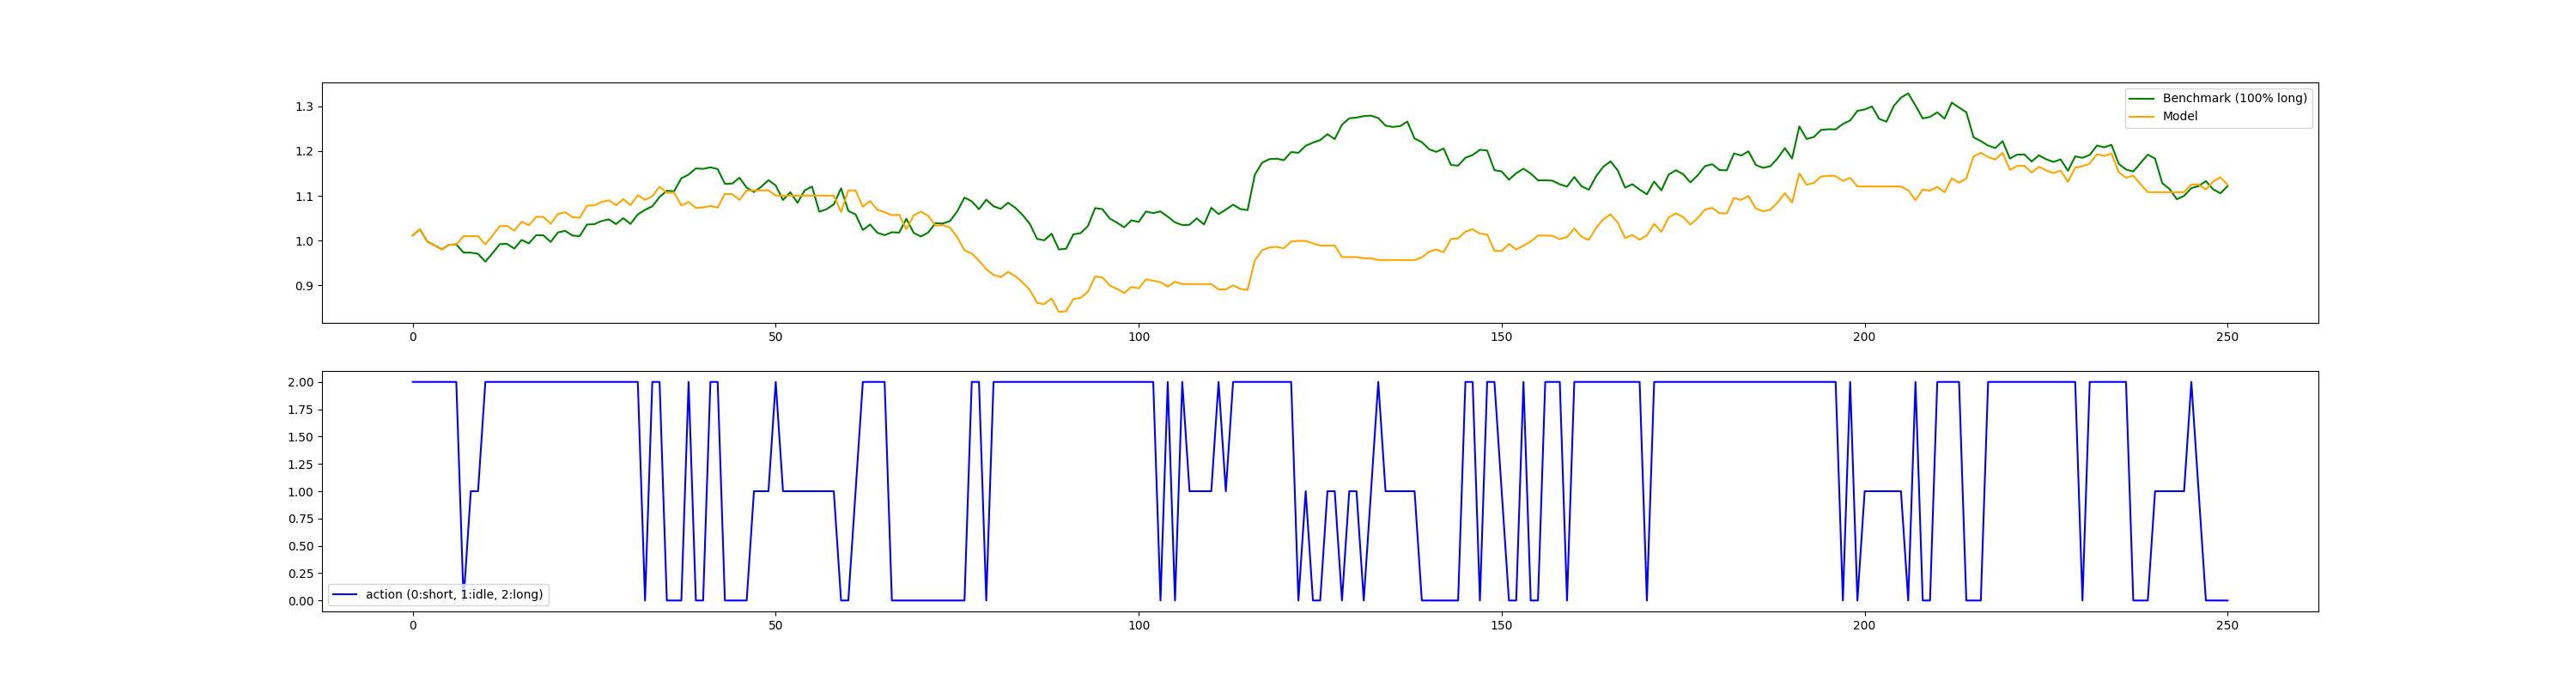 1.3
1.2
1.1
1.0
0.9
Benchmark (100% long)
Model
0 50 100 150 200 250
2.00
1.75
1.50
1.25
1.00
0.75
0.50
0.25
0.00
action (0:short, 1:idle, 2:long)
0 50 100 150 200 250